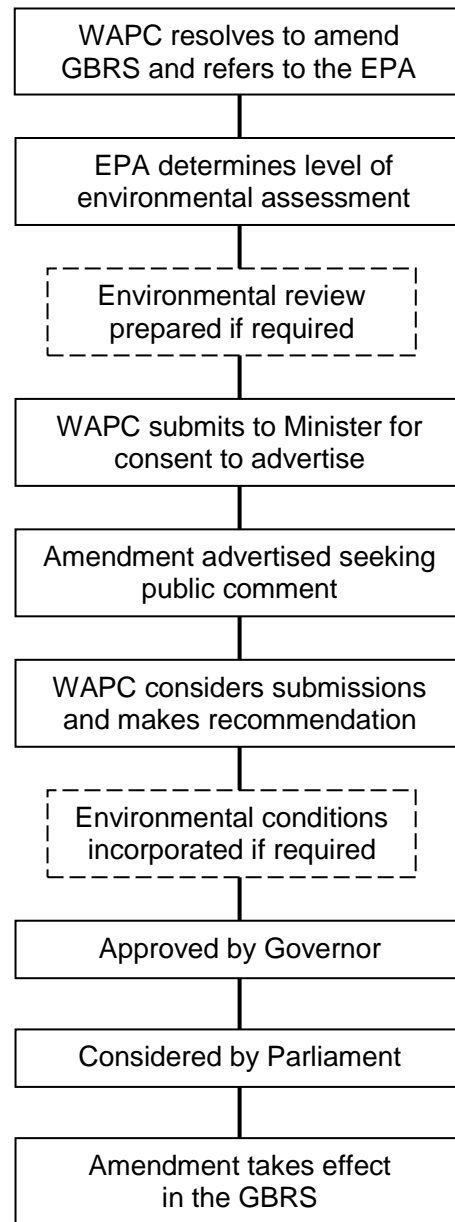 WAPC resolves to amend
GBRS and refers to the EPA
EPA determines level of
environmental assessment
Environmental review
prepared if required
WAPC submits to Minister for
consent to advertise
Amendment advertised seeking
public comment
WAPC considers submissions
and makes recommendation
Environmental conditions
incorporated if required
Approved by Governor
Considered by Parliament
Amendment takes effect
in the GBRS